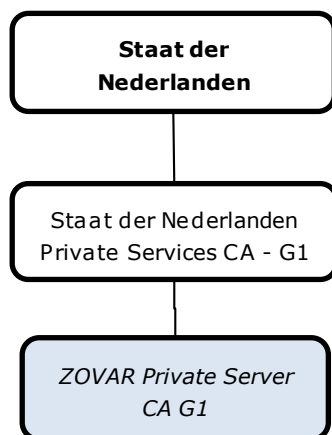 Staat der
Nederlanden
Staat der Nederlanden
Private Services CA - G1
ZOVAR Private Server
CA G1